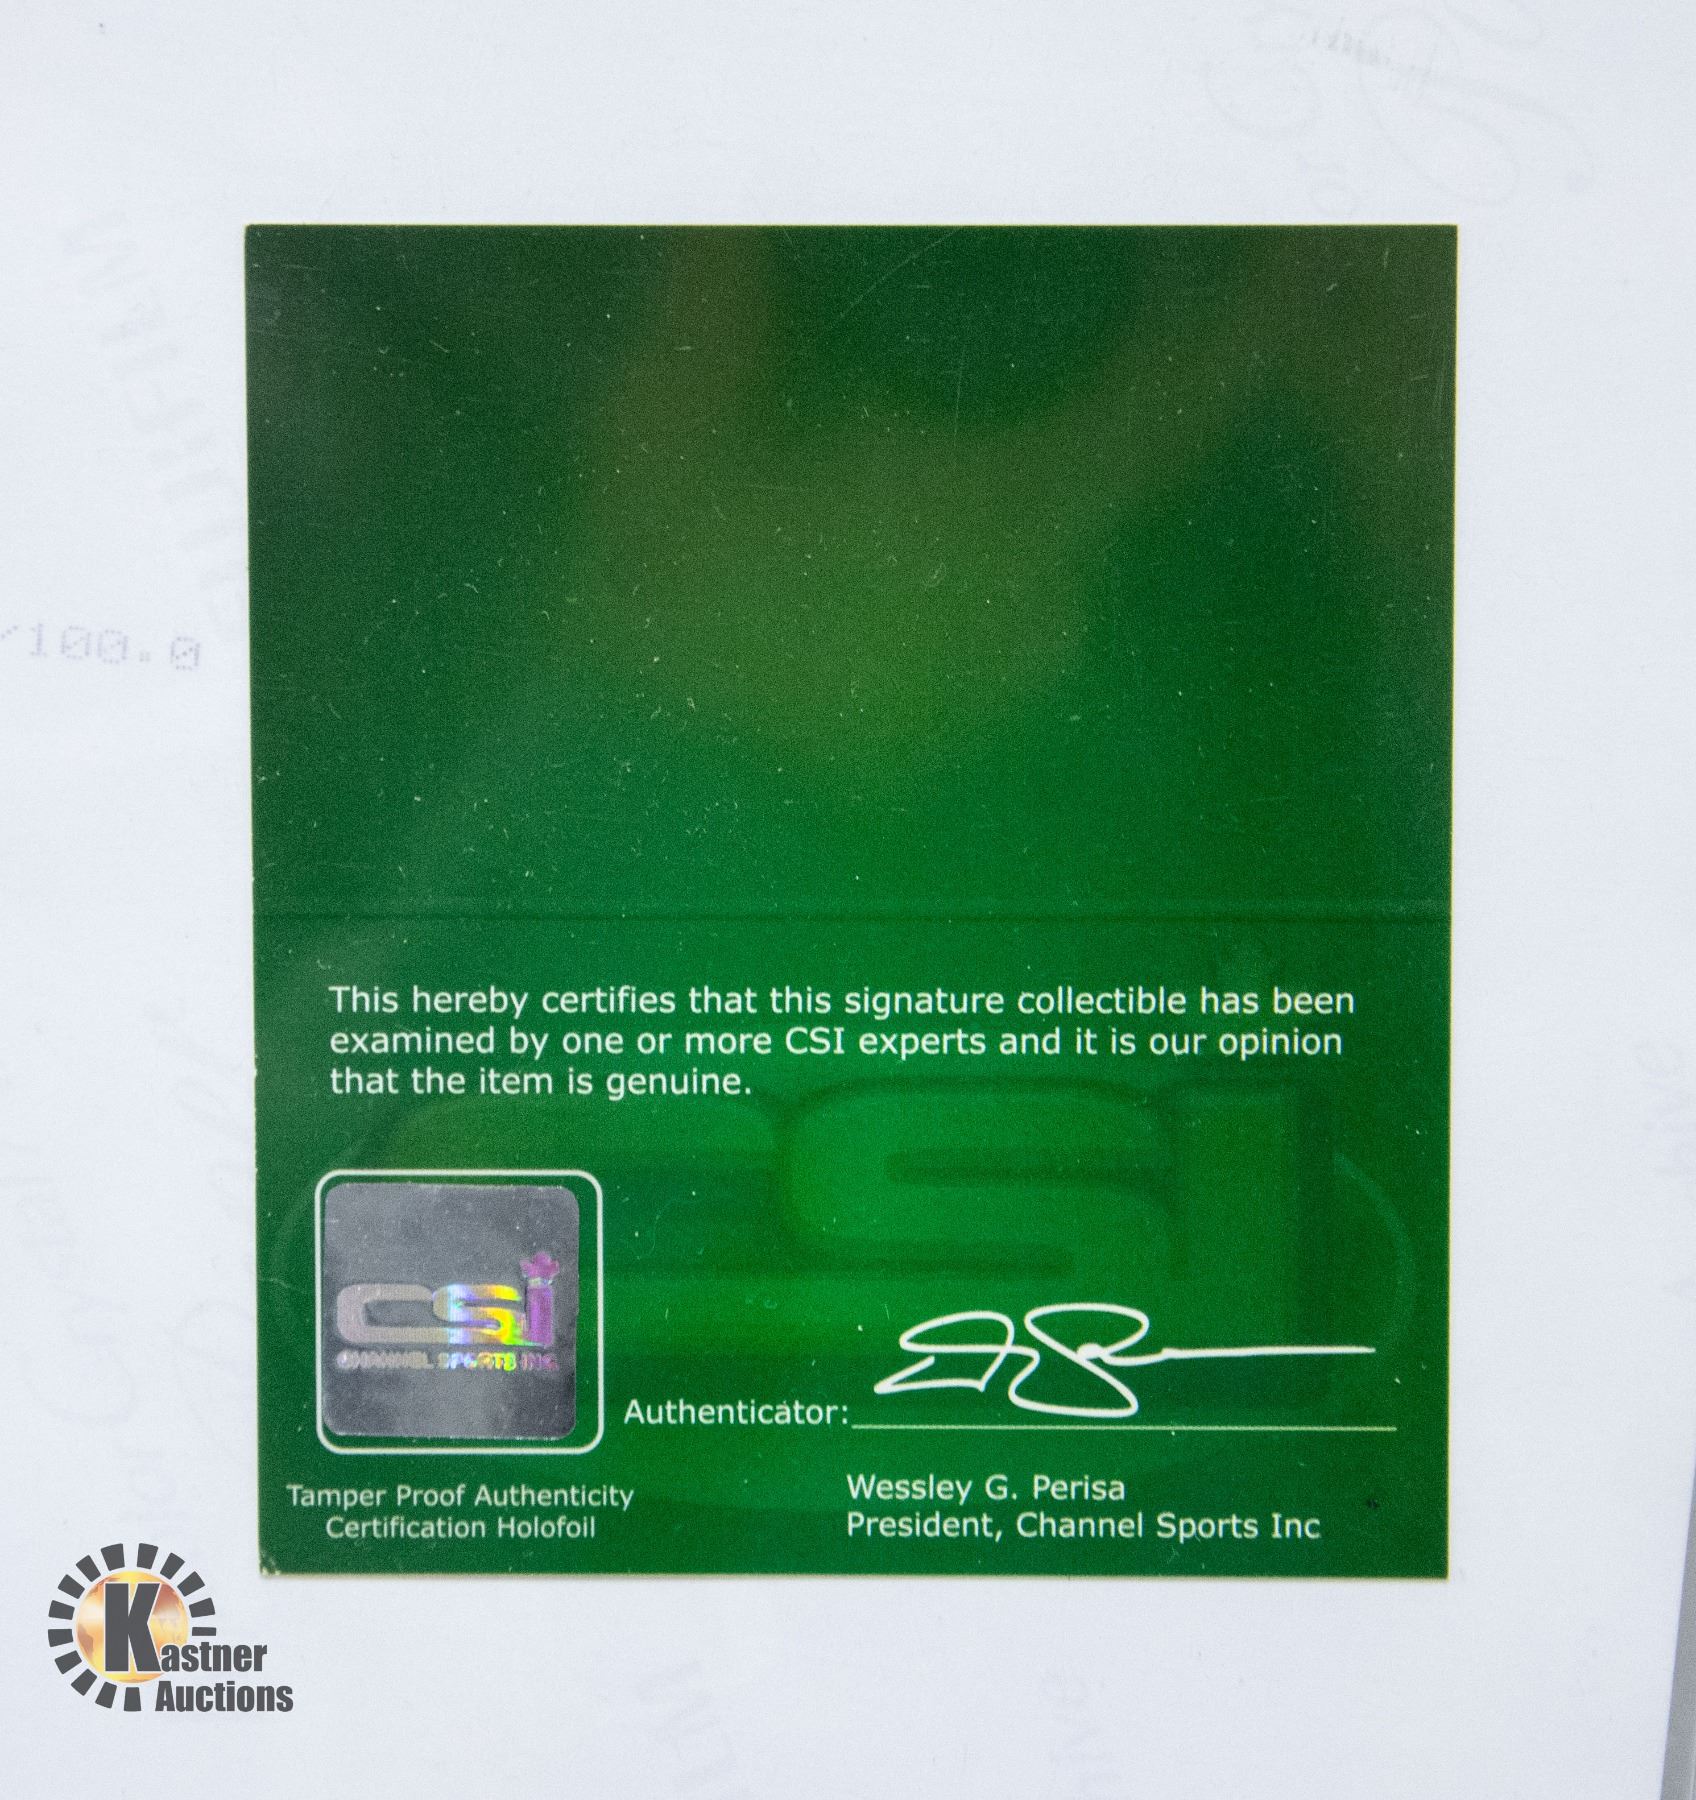 /100.0
This hereby certifies that this signature collectible has been
examined by one or more CSI experts and it is our opinion
that the item is genuine.
csi
CHANNEL SPORTS INC
Authenticator:
Tamper Proof Authenticity
Certification Holofoil
Wessley G. Perisa
President, Channel Sports Inc
Kastner
Auctions